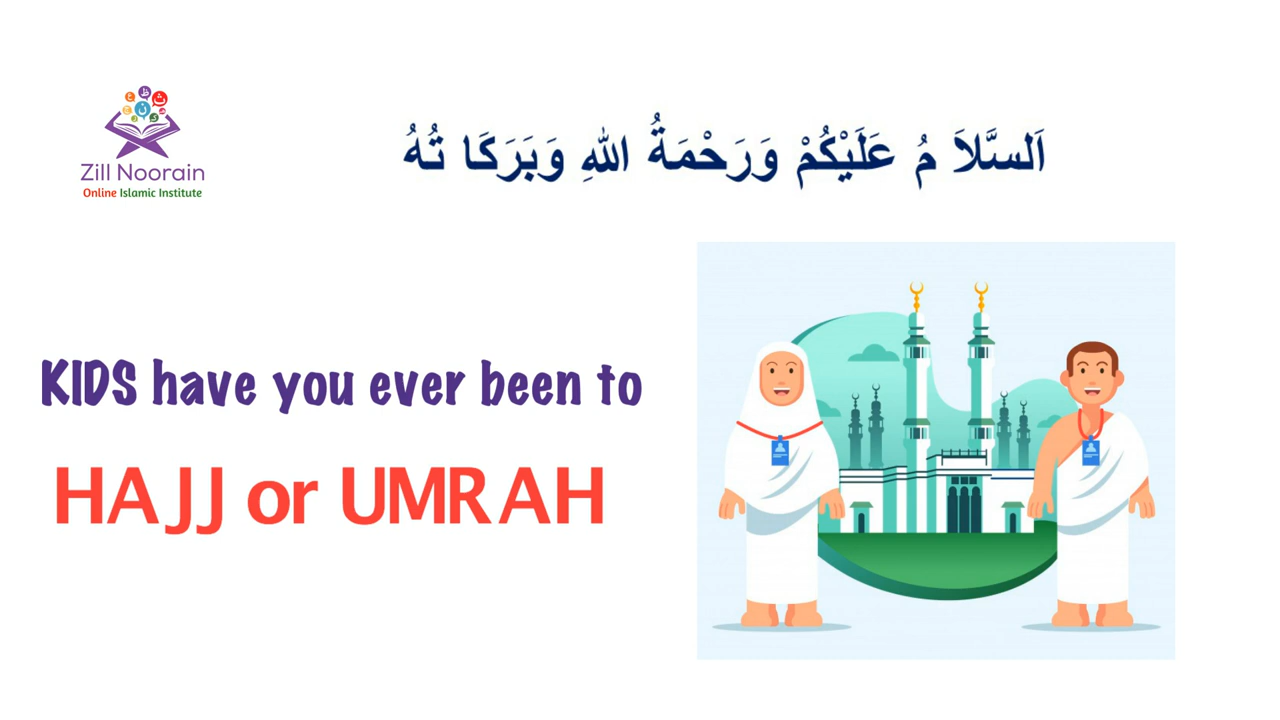 اَلسَّلاَ مُ عَلَيْكُمْ وَرَحْمَةُ اللهِ وَبَرَكَا تُهُ
Zill Noorain
Online Islamic Institute
KIDS have you ever been to
HAJJ or UMRAH